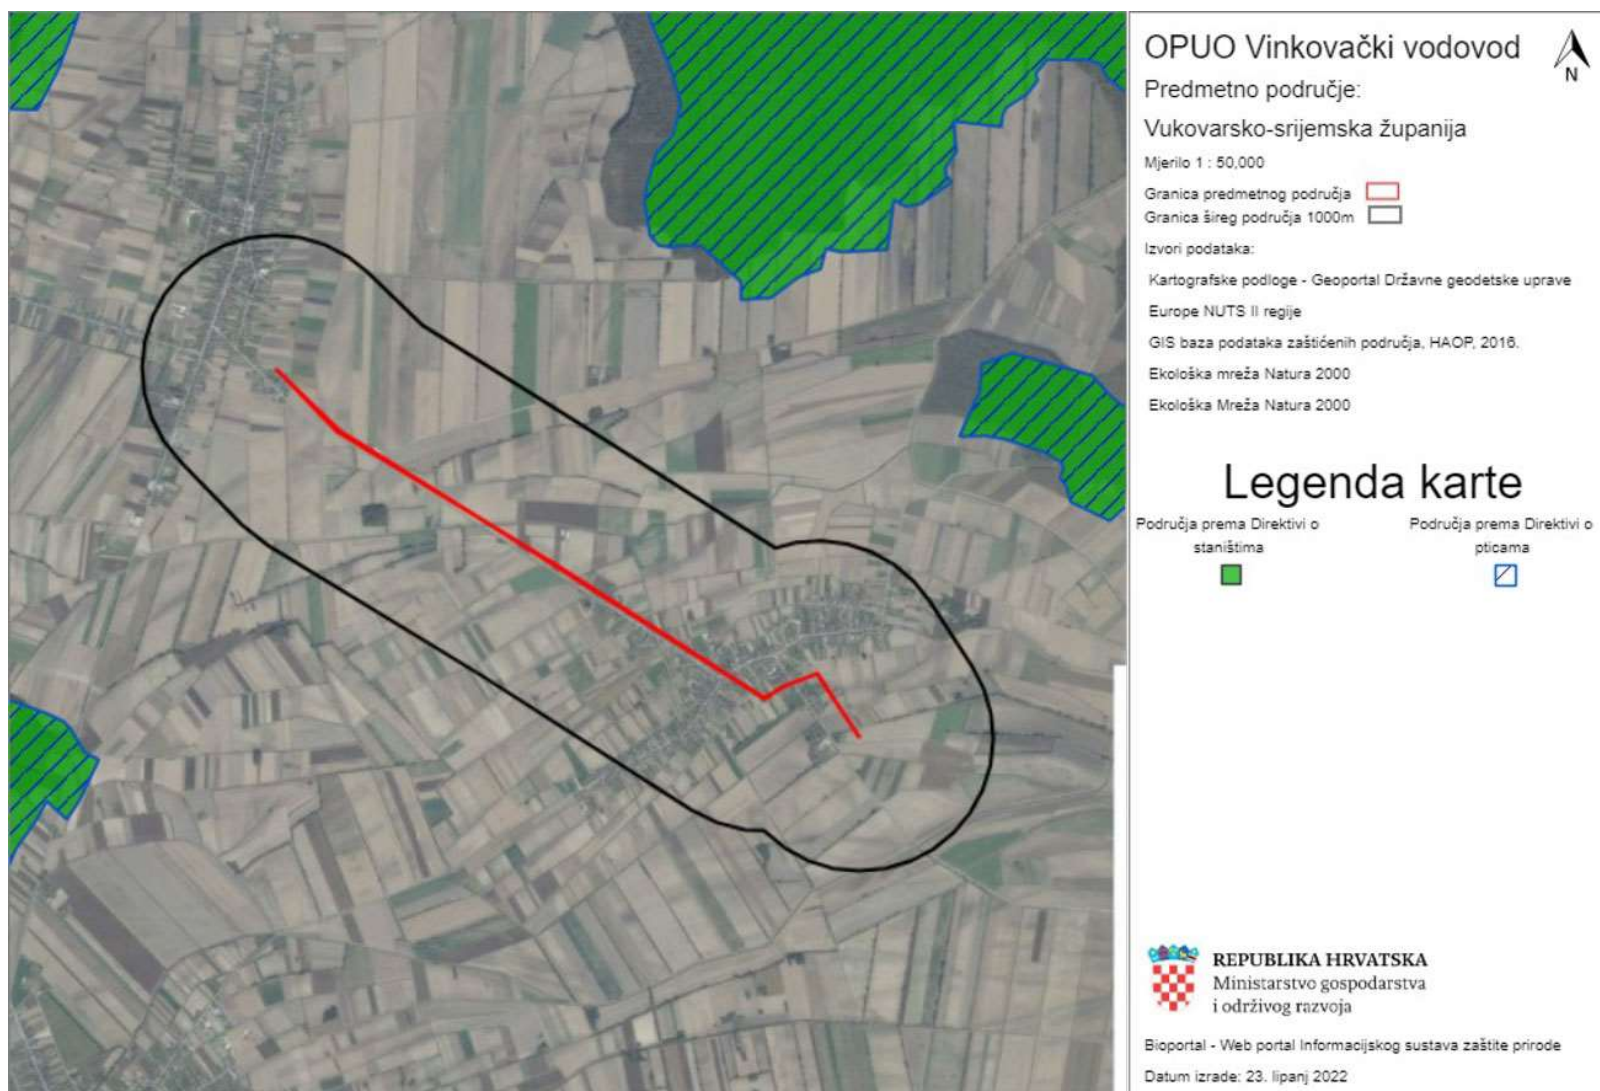 OPUO Vinkovački vodovod
N
Predmetno područje:
Vukovarsko-srijemska županija
Mjerilo 1 : 50,000
Granica predmetnog područja
Granica šireg područja 1000m
Izvori podataka:
Kartografske podloge - Geoportal Državne geodetske uprave
Europe NUTS II regije
GIS baza podataka zaštićenih područja, HAOP, 2016.
Ekološka mreža Natura 2000
Ekološka Mreža Natura 2000
Legenda karte
Područja prema Direktivi o
staništima
Područja prema Direktivi o
pticama
REPUBLIKA HRVATSKA
Ministarstvo gospodarstva
i održivog razvoja
Bioportal - Web portal Informacijskog sustava zaštite prirode
Datum izrade: 23. lipanj 2022